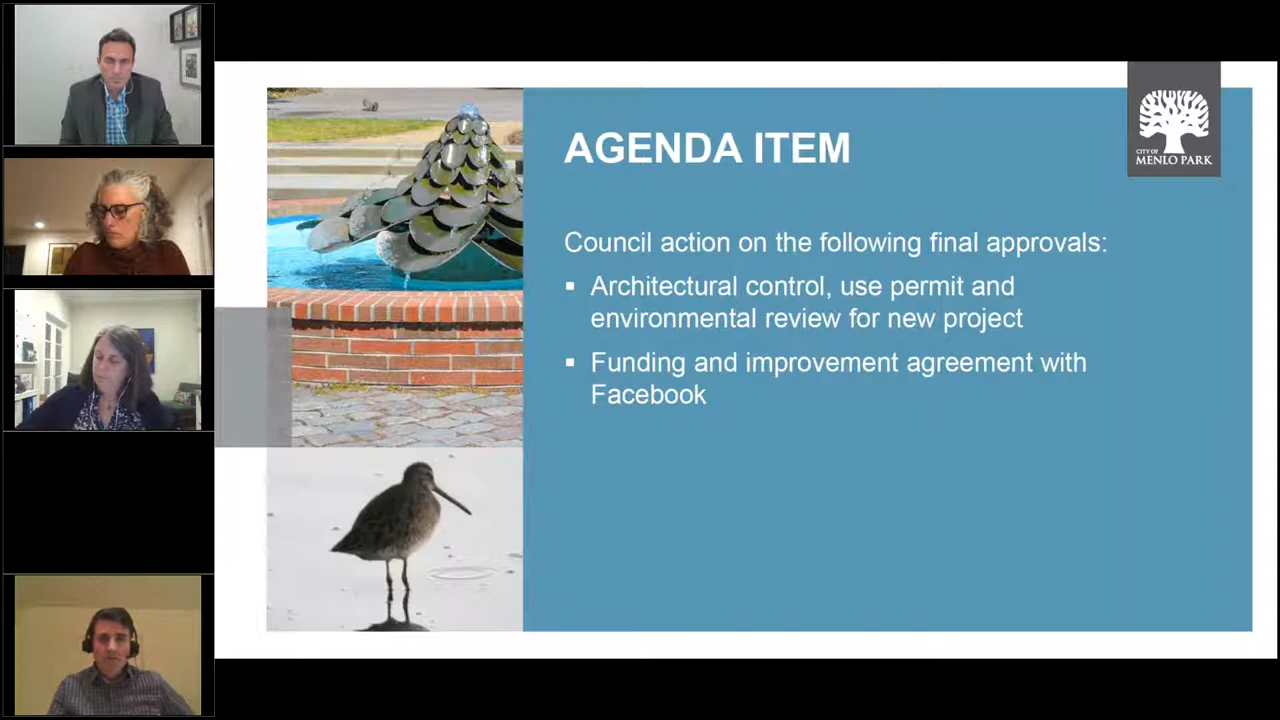 AGENDA ITEM
CITY OF
MENLO PARK
Council action on the following final approvals:
▪ Architectural control, use permit and
environmental review for new project
▪ Funding and improvement agreement with
Facebook